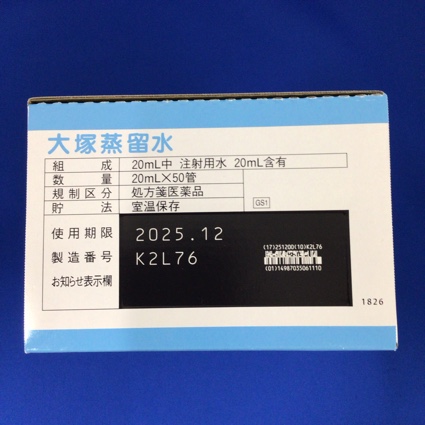 大塚蒸留水
組成 20mL中 注射用水 20mL含有
数量 20mL×50管
規制区分 処方箋医薬品
貯法 室温保存
GS1
使用期限 2025.12
製造番号 K2L76
お知らせ表示欄
(17)251200(10)K2L76
(01)14987035061110
1826